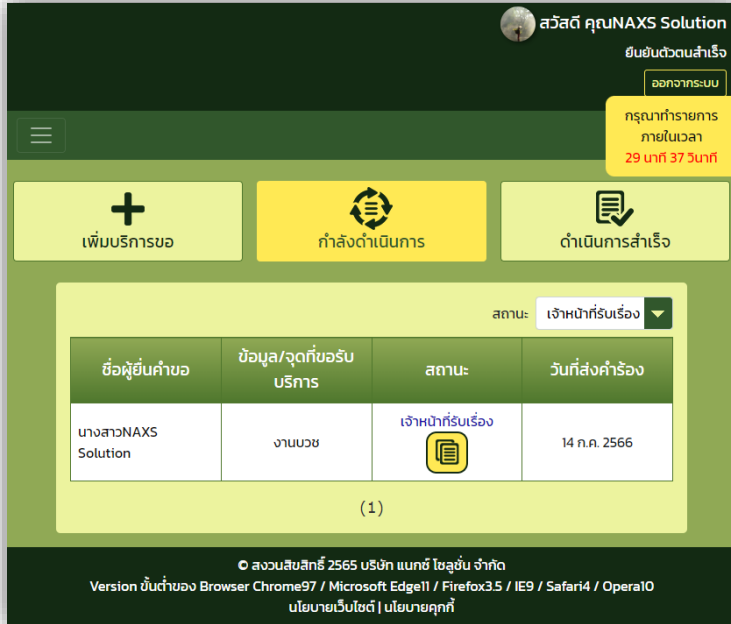 สวัสดี คุณNAXS Solution
ยืนยันตัวตนสำเร็จ
ออกจากระบบ
กรุณาทำรายการ
ภายในเวลา
29 นาที 37 วินาที
เพิ่มบริการขอ
กำลังดำเนินการ
ดำเนินการสำเร็จ
สถานะ เจ้าหน้าที่รับเรื่อง
ชื่อผู้ยื่นคำขอ
ข้อมูล/จุดที่ขอรับ
บริการ
สถานะ
วันที่ส่งคำร้อง
นางสาวNAXS
Solution
งานบวช
เจ้าหน้าที่รับเรื่อง
14 ก.ค. 2566
(1)
© สงวนสิขสิทธิ์ 2565 บริษัท แนกซ์ โซลูชั่น จำกัด
Version ขั้นต่ำของ Browser Chrome97 / Microsoft Edge11 / Firefox3.5 / IE9 / Safari4 / Opera10
นโยบายเว็บไซต์ | นโยบายคุกกี้